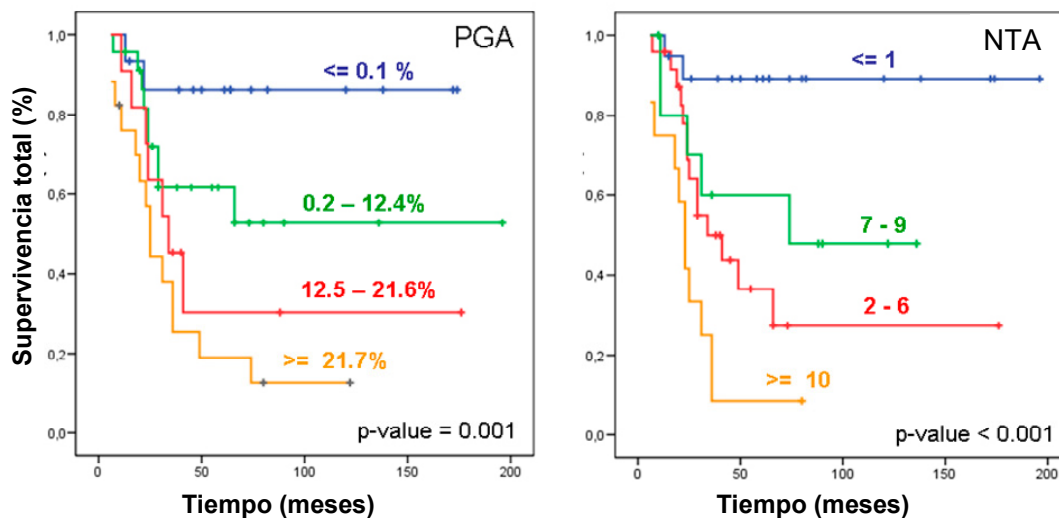 PGA
Supervivencia total (%)
1,0
0,8
0,6
0,4
0,2
0,0
<= 0.1 %
0.2 – 12.4%
12.5 – 21.6%
>= 21.7%
p-value = 0.001
0
50
100
150
200
Tiempo (meses)
NTA
1,0
0,8
0,6
0,4
0,2
0,0
<= 1
7 - 9
2 - 6
>= 10
p-value < 0.001
0
50
100
150
200
Tiempo (meses)